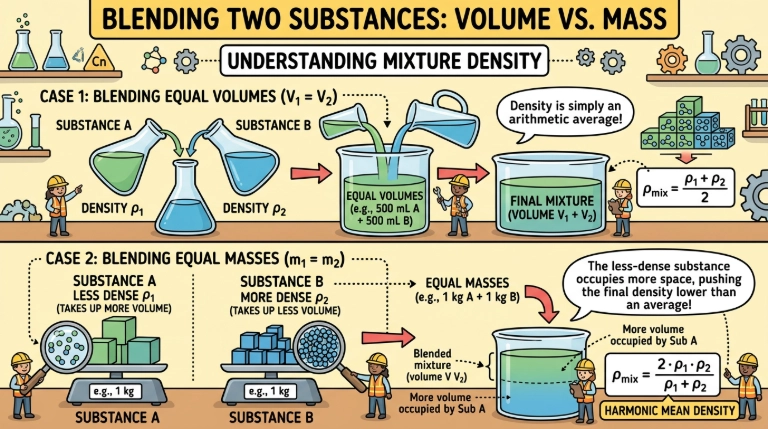 BLENDING TWO SUBSTANCES: VOLUME VS. MASS
UNDERSTANDING MIXTURE DENSITY
Cn
CASE 1: BLENDING EQUAL VOLUMES (V₁ = V₂)
SUBSTANCE A
SUBSTANCE B
DENSITY ρ₁
DENSITY ρ₂
EQUAL VOLUMES
(e.g., 500 mL A
+ 500 mL B)
Density is simply an
arithmetic average!
FINAL MIXTURE
(VOLUME V₁ + V₂)
ρmix = (ρ₁ + ρ₂) / 2
CASE 2: BLENDING EQUAL MASSES (m₁ = m₂)
SUBSTANCE A
LESS DENSE ρ₁
(TAKES UP MORE VOLUME)
e.g., 1 kg
SUBSTANCE A
SUBSTANCE B
MORE DENSE ρ₂
(TAKES UP LESS VOLUME)
e.g., 1 kg
SUBSTANCE B
EQUAL MASSES
(e.g., 1 kg A + 1 kg B)
The less-dense substance
occupies more space, pushing
the final density lower than
an average!
More volume
occupied by Sub A
Blended
mixture
(volume V V₂)
More volume
occupied by Sub A
ρmix = 2·ρ₁·ρ₂ / ρ₁ + ρ₂
HARMONIC MEAN DENSITY